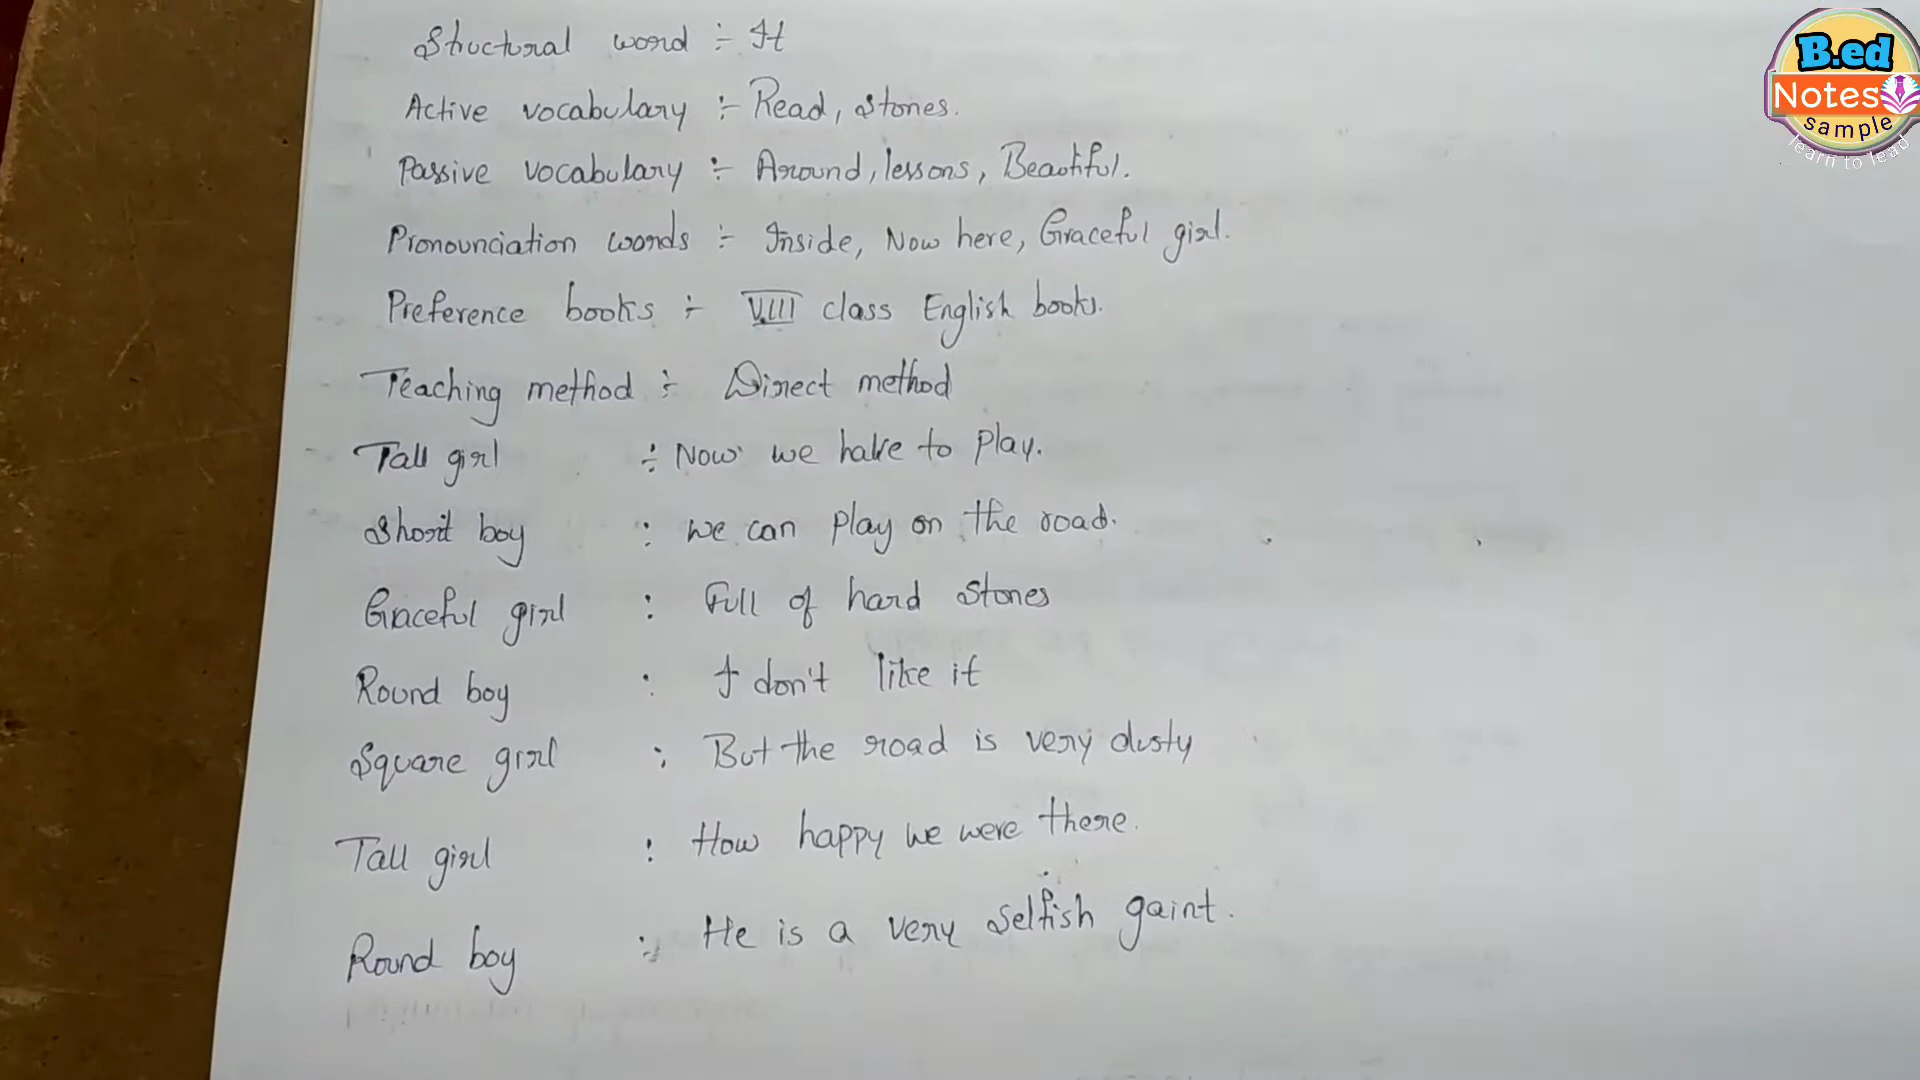 Structural word :- It
Active vocabulary :- Read, Stones.
Passive vocabulary :- Around, lessons, Beautiful.
Pronounciation words :- Inside, Now here, Graceful girl.
Preference books :- VIII class English books.
Teaching method :- Direct method
Tall girl :- Now we have to play.
Short boy : We can play on the road.
Graceful girl : Full of hard Stones
Round boy : I don't like it
Square girl : But the road is very dusty
Tall girl : How happy we were there.
Round boy : He is a very Selfish gaint.
B.ed
Notes
sample
learn to lead